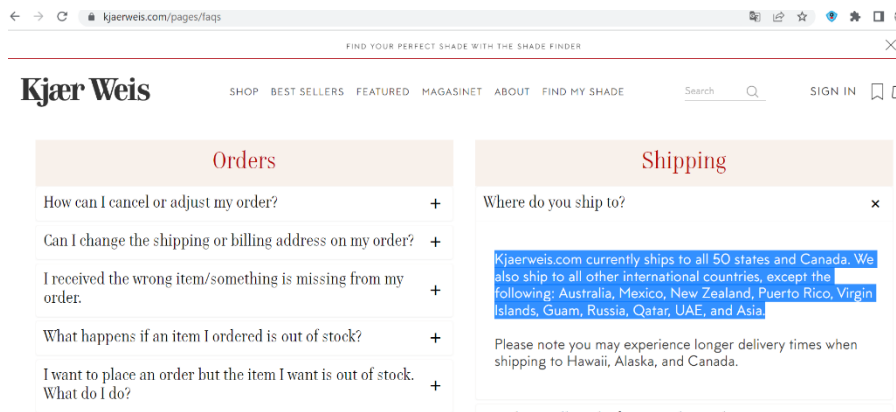 kjaerweis.com/pages/faqs
FIND YOUR PERFECT SHADE WITH THE SHADE FINDER
Kjær Weis
SHOP BEST SELLERS FEATURED MAGASINET ABOUT FIND MY SHADE
Search
SIGN IN
Orders
How can I cancel or adjust my order?
Can I change the shipping or billing address on my order?
I received the wrong item/something is missing from my
order.
What happens if an item I ordered is out of stock?
I want to place an order but the item I want is out of stock.
What do I do?
Shipping
Where do you ship to?
Kjaerweis.com currently ships to all 50 states and Canada. We
also ship to all other international countries, except the
following: Australia, Mexico, New Zealand, Puerto Rico, Virgin
Islands, Guam, Russia, Qatar, UAE, and Asia.
Please note you may experience longer delivery times when
shipping to Hawaii, Alaska, and Canada.